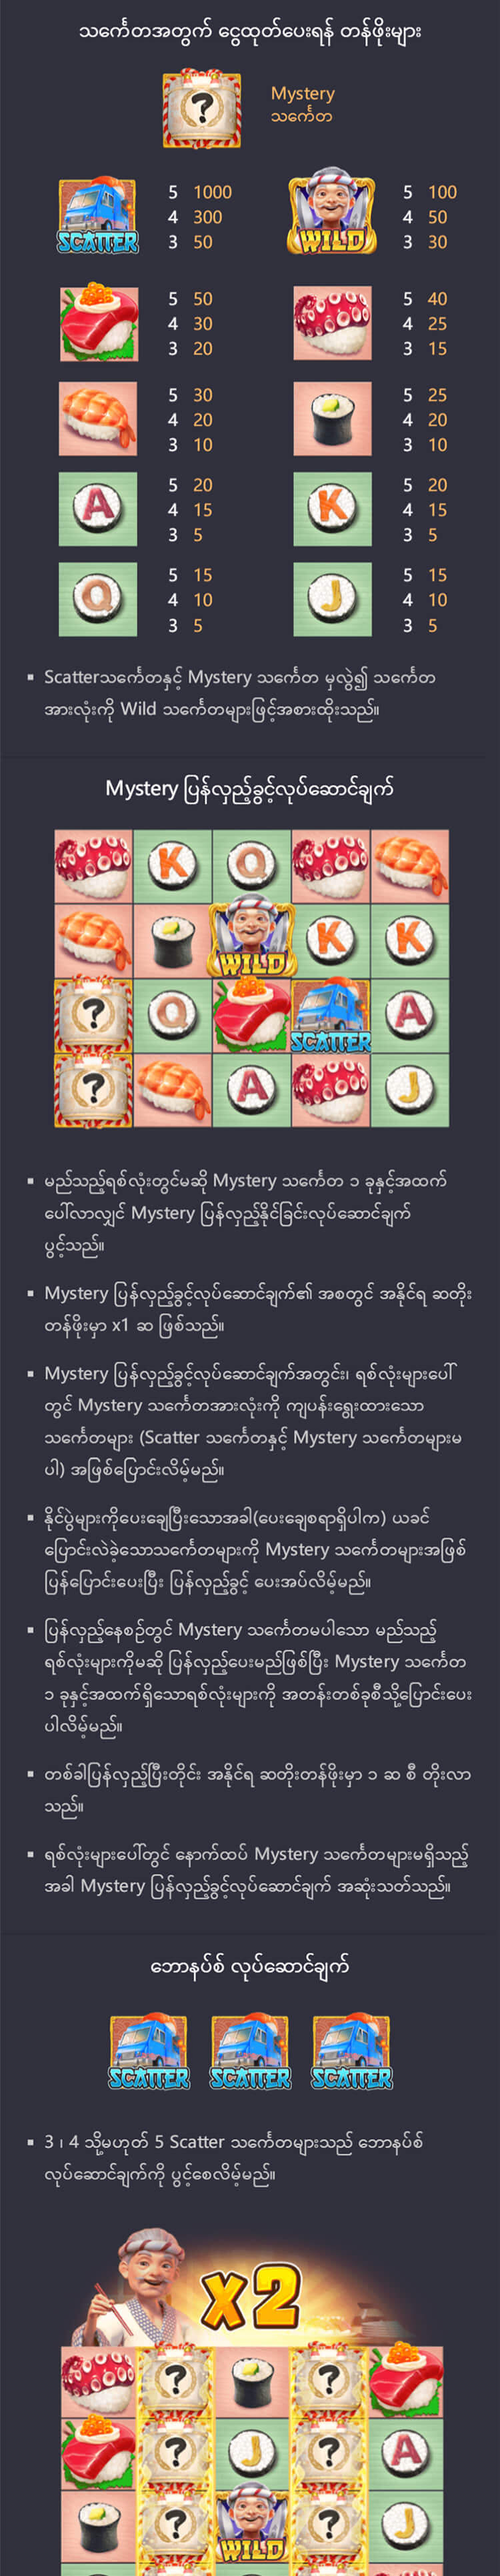 သင်္ကေတအတွက် ငွေထုတ်ပေးရန် တန်ဖိုးများ
Mystery
သင်္ကေတ
SCATTER
5 1000
4 300
3 50
WILD
5 100
4 50
3 30
5 50
4 30
3 20
5 40
4 25
3 15
5 30
4 20
3 10
5 25
4 20
3 10
A
5 20
4 15
3 5
K
5 20
4 15
3 5
Q
5 15
4 10
3 5
J
5 15
4 10
3 5
▪ Scatterသင်္ကေတနှင့် Mystery သင်္ကေတ မှလွဲ၍ သင်္ကေတ
အားလုံးကို Wild သင်္ကေတများဖြင့်အစားထိုးသည်။
Mystery ပြန်လှည့်ခွင့်လုပ်ဆောင်ချက်
K Q
WILD K K
? Q SCATTER A
? A J
▪ မည်သည့်ရစ်လုံးတွင်မဆို Mystery သင်္ကေတ ၁ ခုနှင့်အထက်
ပေါ်လာလျှင် Mystery ပြန်လှည့်နိုင်ခြင်းလုပ်ဆောင်ချက်
ပွင့်သည်။
▪ Mystery ပြန်လှည့်ခွင့်လုပ်ဆောင်ချက်၏ အစတွင် အနိုင်ရ ဆတိုး
တန်ဖိုးမှာ x1 ဆ ဖြစ်သည်။
▪ Mystery ပြန်လှည့်ခွင့်လုပ်ဆောင်ချက်အတွင်း၊ ရစ်လုံးများပေါ်
တွင် Mystery သင်္ကေတအားလုံးကို ကျပန်းရွေးထားသော
သင်္ကေတများ (Scatter သင်္ကေတနှင့် Mystery သင်္ကေတများမ
ပါ) အဖြစ်ပြောင်းလိမ့်မည်။
▪ နိုင်ပွဲများကိုပေးချေပြီးသောအခါ(ပေးချေစရာရှိပါက) ယခင်
ပြောင်းလဲခဲ့သောသင်္ကေတများကို Mystery သင်္ကေတများအဖြစ်
ပြန်ပြောင်းပေးပြီး ပြန်လှည့်ခွင့် ပေးအပ်လိမ့်မည်။
▪ ပြန်လှည့်နေစဉ်တွင် Mystery သင်္ကေတမပါသော မည်သည့်
ရစ်လုံးများကိုမဆို ပြန်လှည့်ပေးမည်ဖြစ်ပြီး Mystery သင်္ကေတ
၁ ခုနှင့်အထက်ရှိသောရစ်လုံးများကို အတန်းတစ်ခုစီသို့ပြောင်းပေး
ပါလိမ့်မည်။
▪ တစ်ခါပြန်လှည့်ပြီးတိုင်း အနိုင်ရ ဆတိုးတန်ဖိုးမှာ ၁ ဆ စီ တိုးလာ
သည်။
▪ ရစ်လုံးများပေါ်တွင် နောက်ထပ် Mystery သင်္ကေတများမရှိသည့်
အခါ Mystery ပြန်လှည့်ခွင့်လုပ်ဆောင်ချက် အဆုံးသတ်သည်။
ဘောနပ်စ် လုပ်ဆောင်ချက်
SCATTER SCATTER SCATTER
▪ 3 ၊ 4 သို့မဟုတ် 5 Scatter သင်္ကေတများသည် ဘောနပ်စ်
လုပ်ဆောင်ချက်ကို ပွင့်စေလိမ့်မည်။
x2
? ?
? J ? A
? WILD ? J